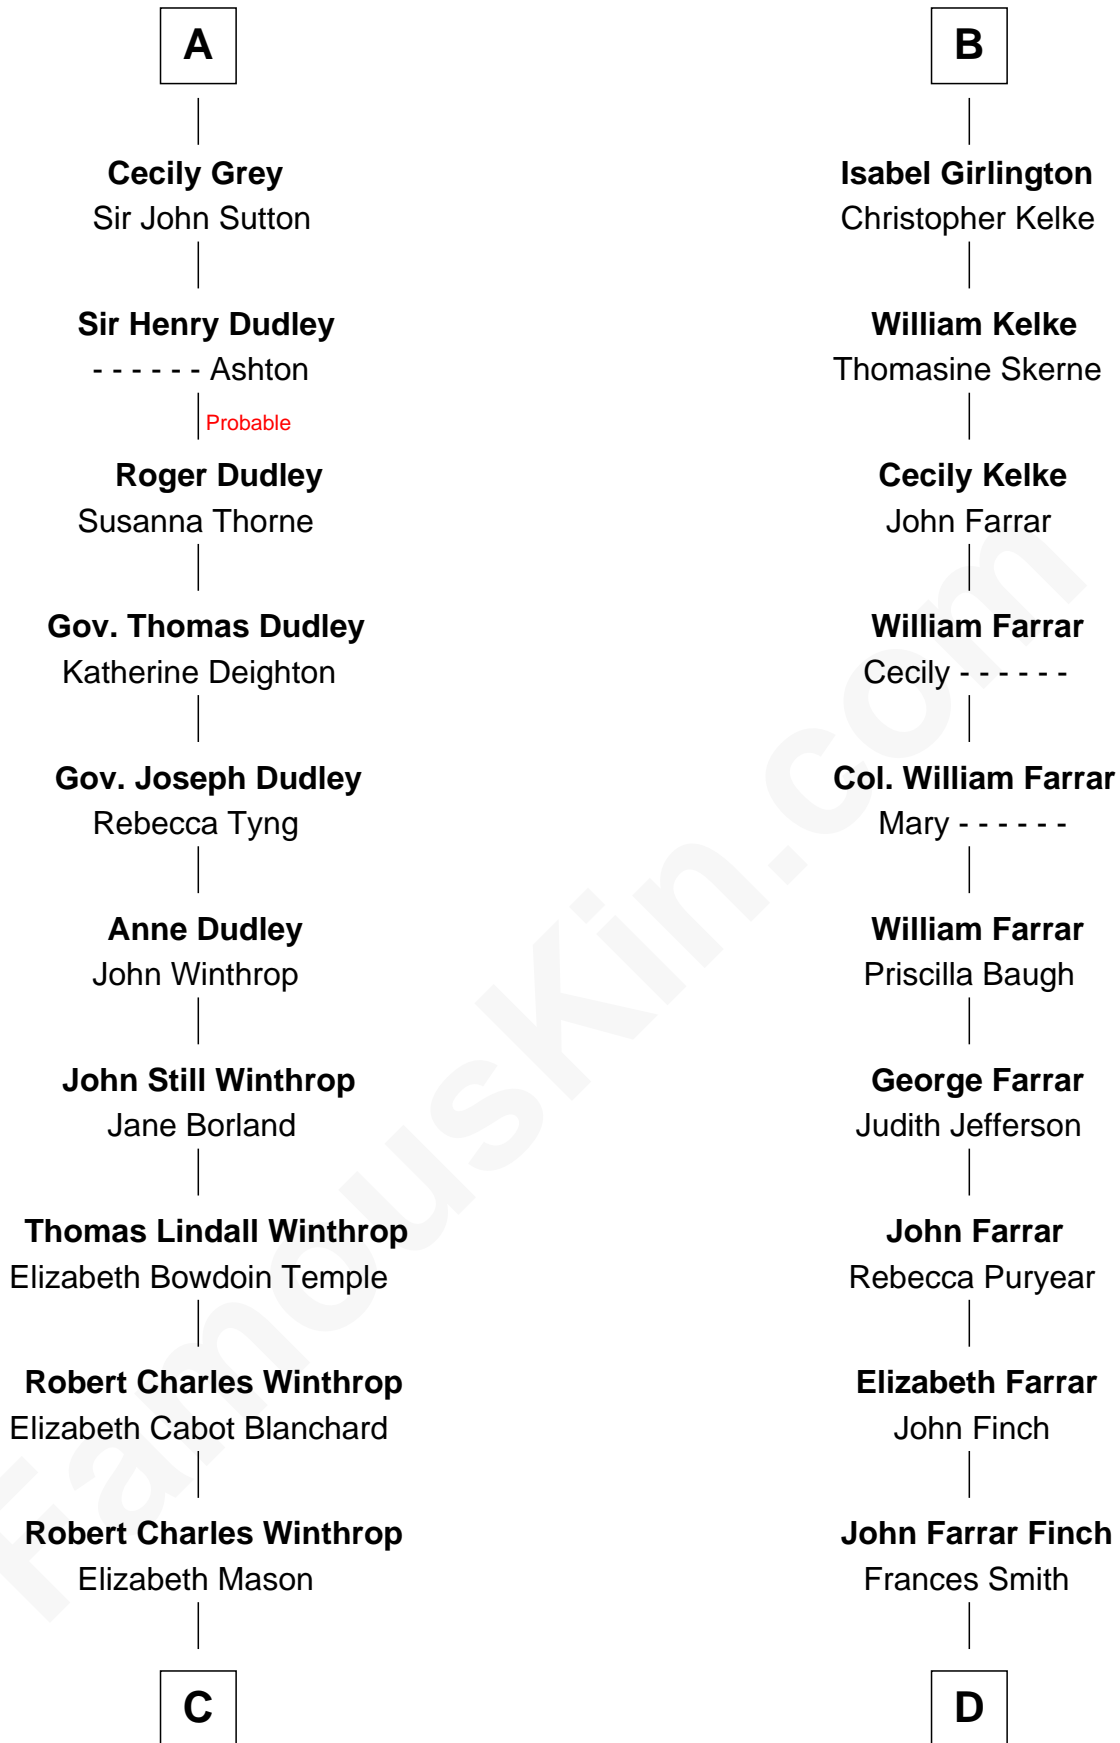 A
Cecily Grey
Sir John Sutton
Sir Henry Dudley
- - - - - - Ashton
Probable
Roger Dudley
Susanna Thorne
Gov. Thomas Dudley
Katherine Deighton
Gov. Joseph Dudley
Rebecca Tyng
Anne Dudley
John Winthrop
John Still Winthrop
Jane Borland
Thomas Lindall Winthrop
Elizabeth Bowdoin Temple
Robert Charles Winthrop
Elizabeth Cabot Blanchard
Robert Charles Winthrop
Elizabeth Mason
C
B
Isabel Girlington
Christopher Kelke
William Kelke
Thomasine Skerne
Cecily Kelke
John Farrar
William Farrar
Cecily - - - - - -
Col. William Farrar
Mary - - - - - -
William Farrar
Priscilla Baugh
George Farrar
Judith Jefferson
John Farrar
Rebecca Puryear
Elizabeth Farrar
John Finch
John Farrar Finch
Frances Smith
D
FamousKin.com